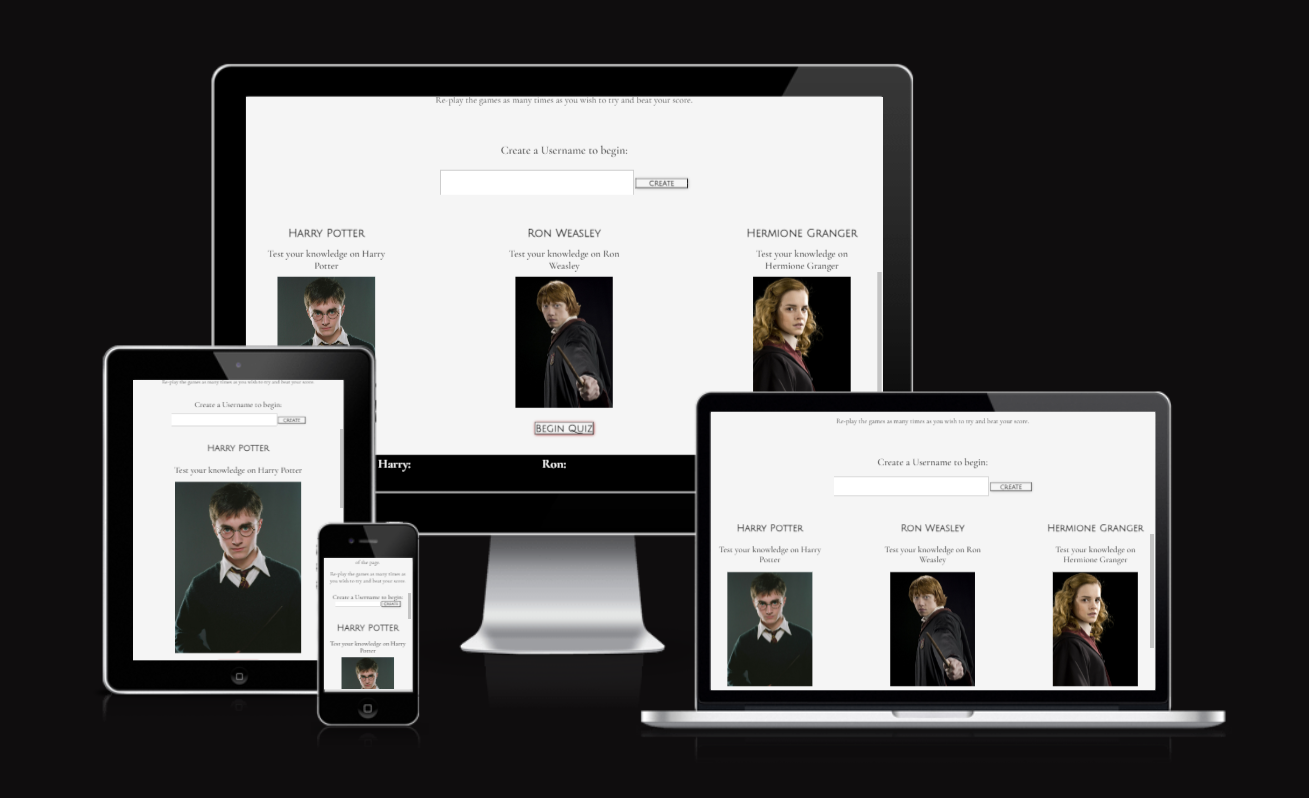 Re-play the games as many times as you wish to try and beat your score.
Create a Username to begin:
CREATE
HARRY POTTER
Test your knowledge on Harry
Potter
RON WEASLEY
Test your knowledge on Ron
Weasley
HERMIONE GRANGER
Test your knowledge on
Hermione Granger
BEGIN QUIZ
Harry:
Ron:
Re-play the games as many times as you wish to try and beat your score.
Create a Username to begin:
CREATE
HARRY POTTER
Test your knowledge on Harry Potter
of the page.
Re-play the games as many times as
you wish to try and beat your score.
Create a Username to begin:
CREATE
HARRY POTTER
Test your knowledge on Harry
Potter
Re-play the games as many times as you wish to try and beat your score.
Create a Username to begin:
CREATE
HARRY POTTER
Test your knowledge on Harry
Potter
RON WEASLEY
Test your knowledge on Ron
Weasley
HERMIONE GRANGER
Test your knowledge on
Hermione Granger